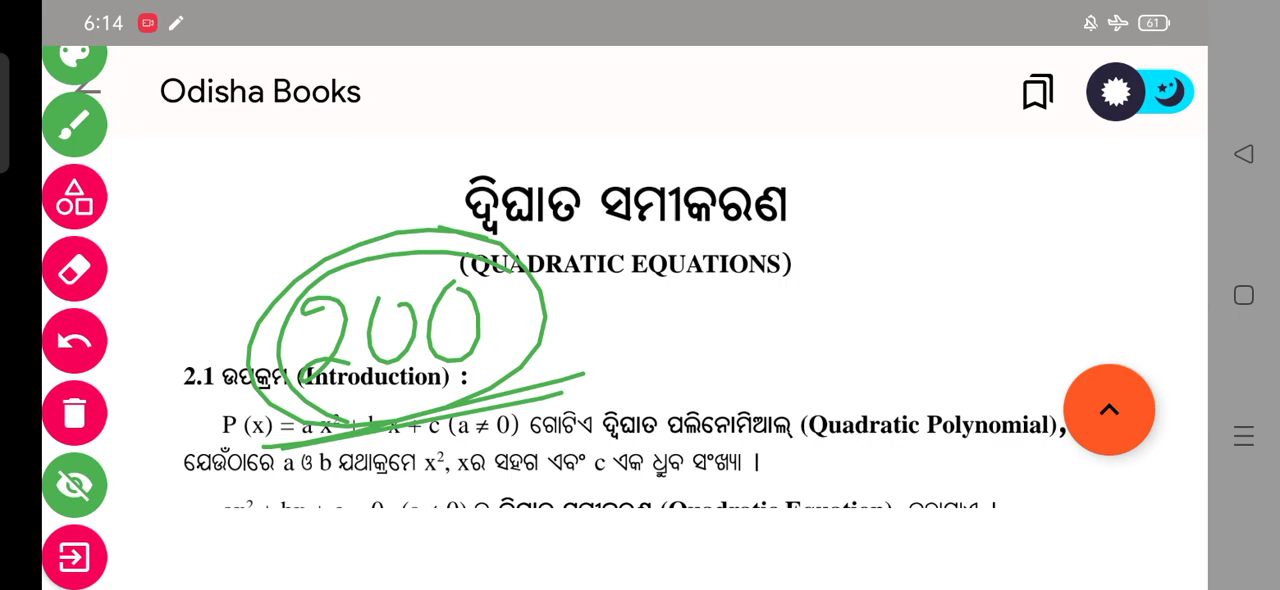 6:14
61
Odisha Books
ଦ୍ୱିଘାତ ସମୀକରଣ
(QUADRATIC EQUATIONS)
200
2.1 ଉପକ୍ରମ (Introduction) :
P (x) = a x² + b x + c (a ≠ 0) ଗୋଟିଏ ଦ୍ୱିଘାତ ପଲିନୋମିଆଲ୍ (Quadratic Polynomial),
ଯେଉଁଠାରେ a ଓ b ଯଥାକ୍ରମେ x², xର ସହଗ ଏବଂ c ଏକ ଧ୍ରୁବ ସଂଖ୍ୟା ।